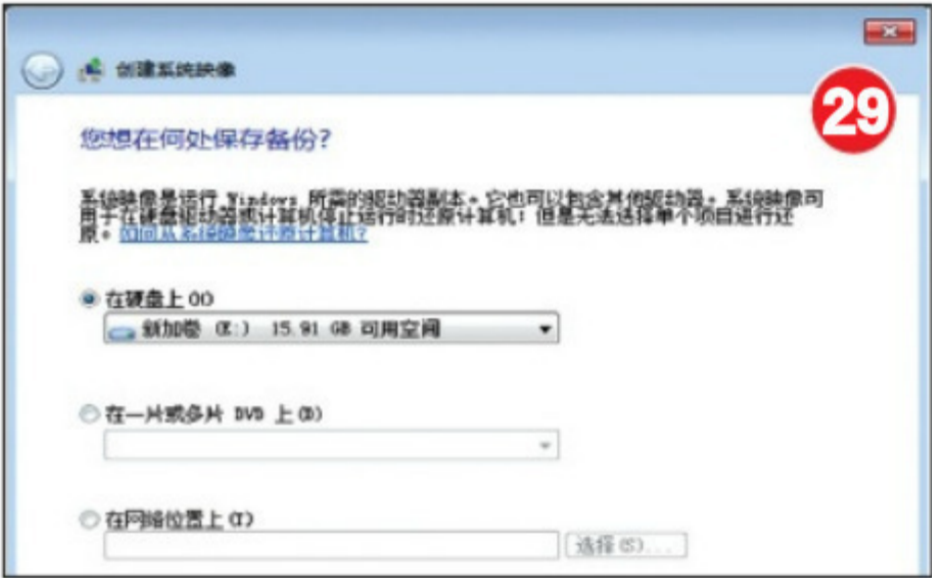 创建系统映像
29
您想在何处保存备份?
系统映像是运行 Windows 所需的驱动器副本。它也可以包含其他驱动器。系统映像可
用于在硬盘驱动器或计算机停止运行时还原计算机；但是无法选择单个项目进行还
原。如何从系统映像还原计算机?
在硬盘上(H)
新加卷 (E:) 15.91 GB 可用空间
在一片或多片 DVD 上(D)
在网络位置上(T)
选择(S)...